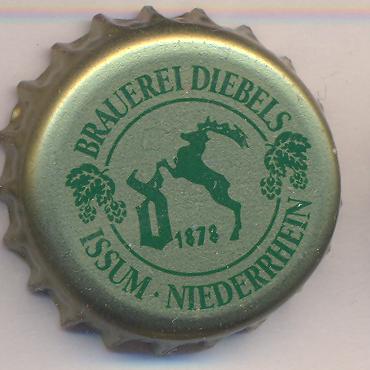 BRAUEREI DIEBELS
D 1878
ISSUM · NIEDERRHEIN